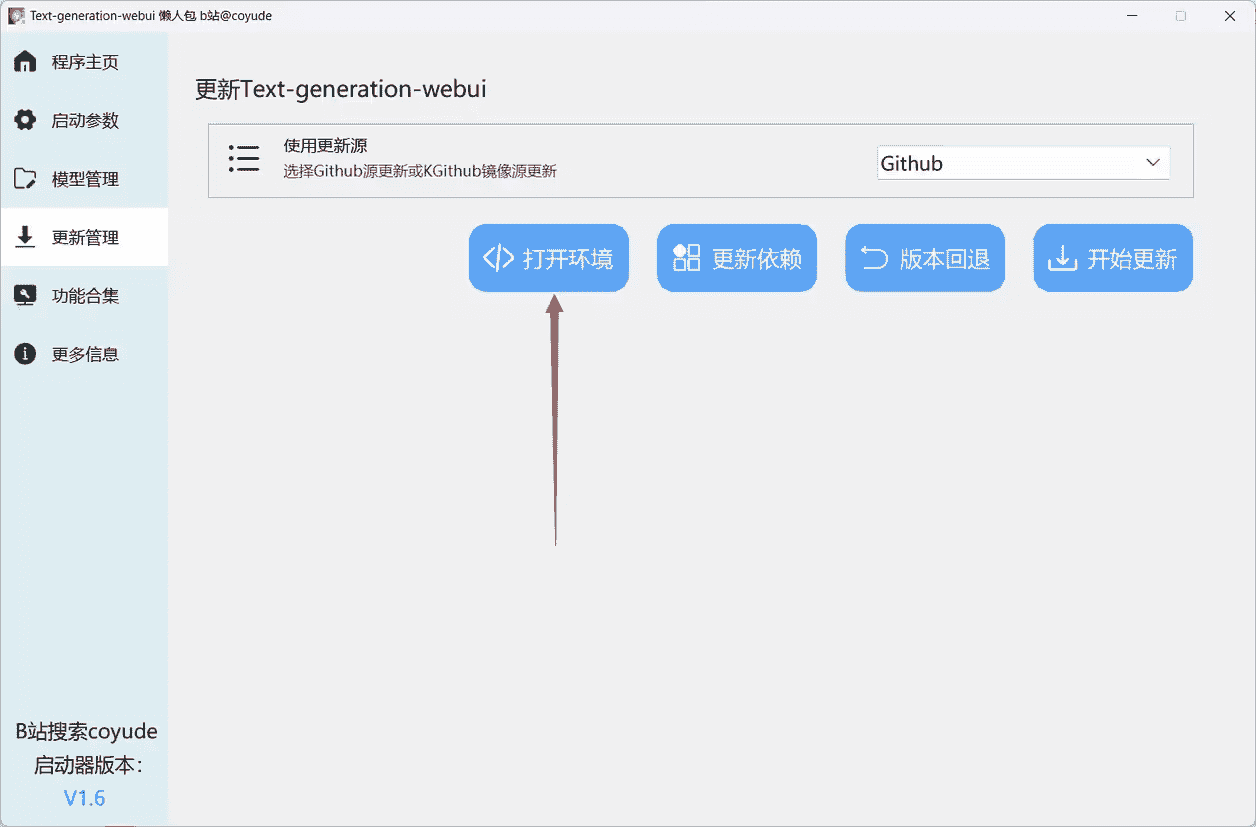 Text-generation-webui 懒人包 b站@coyude
程序主页
启动参数
模型管理
更新管理
功能合集
更多信息
更新Text-generation-webui
使用更新源
选择Github源更新或KGithub镜像源更新
Github
打开环境
更新依赖
版本回退
开始更新
B站搜索coyude
启动器版本：
V1.6